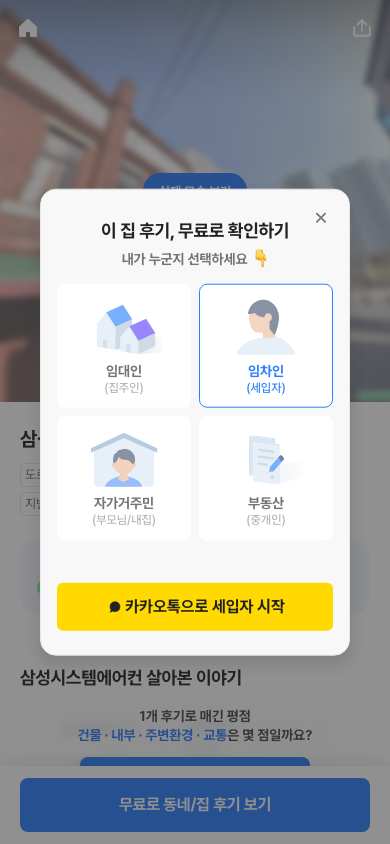 이 집 후기, 무료로 확인하기
내가 누군지 선택하세요 👇
임대인
(집주인)
임차인
(세입자)
자가거주민
(부모님/내집)
부동산
(중개인)
카카오톡으로 세입자 시작
삼성시스템에어컨 살아본 이야기
1개 후기로 매긴 평점
건물 · 내부 · 주변환경 · 교통은 몇 점일까요?
무료로 동네/집 후기 보기